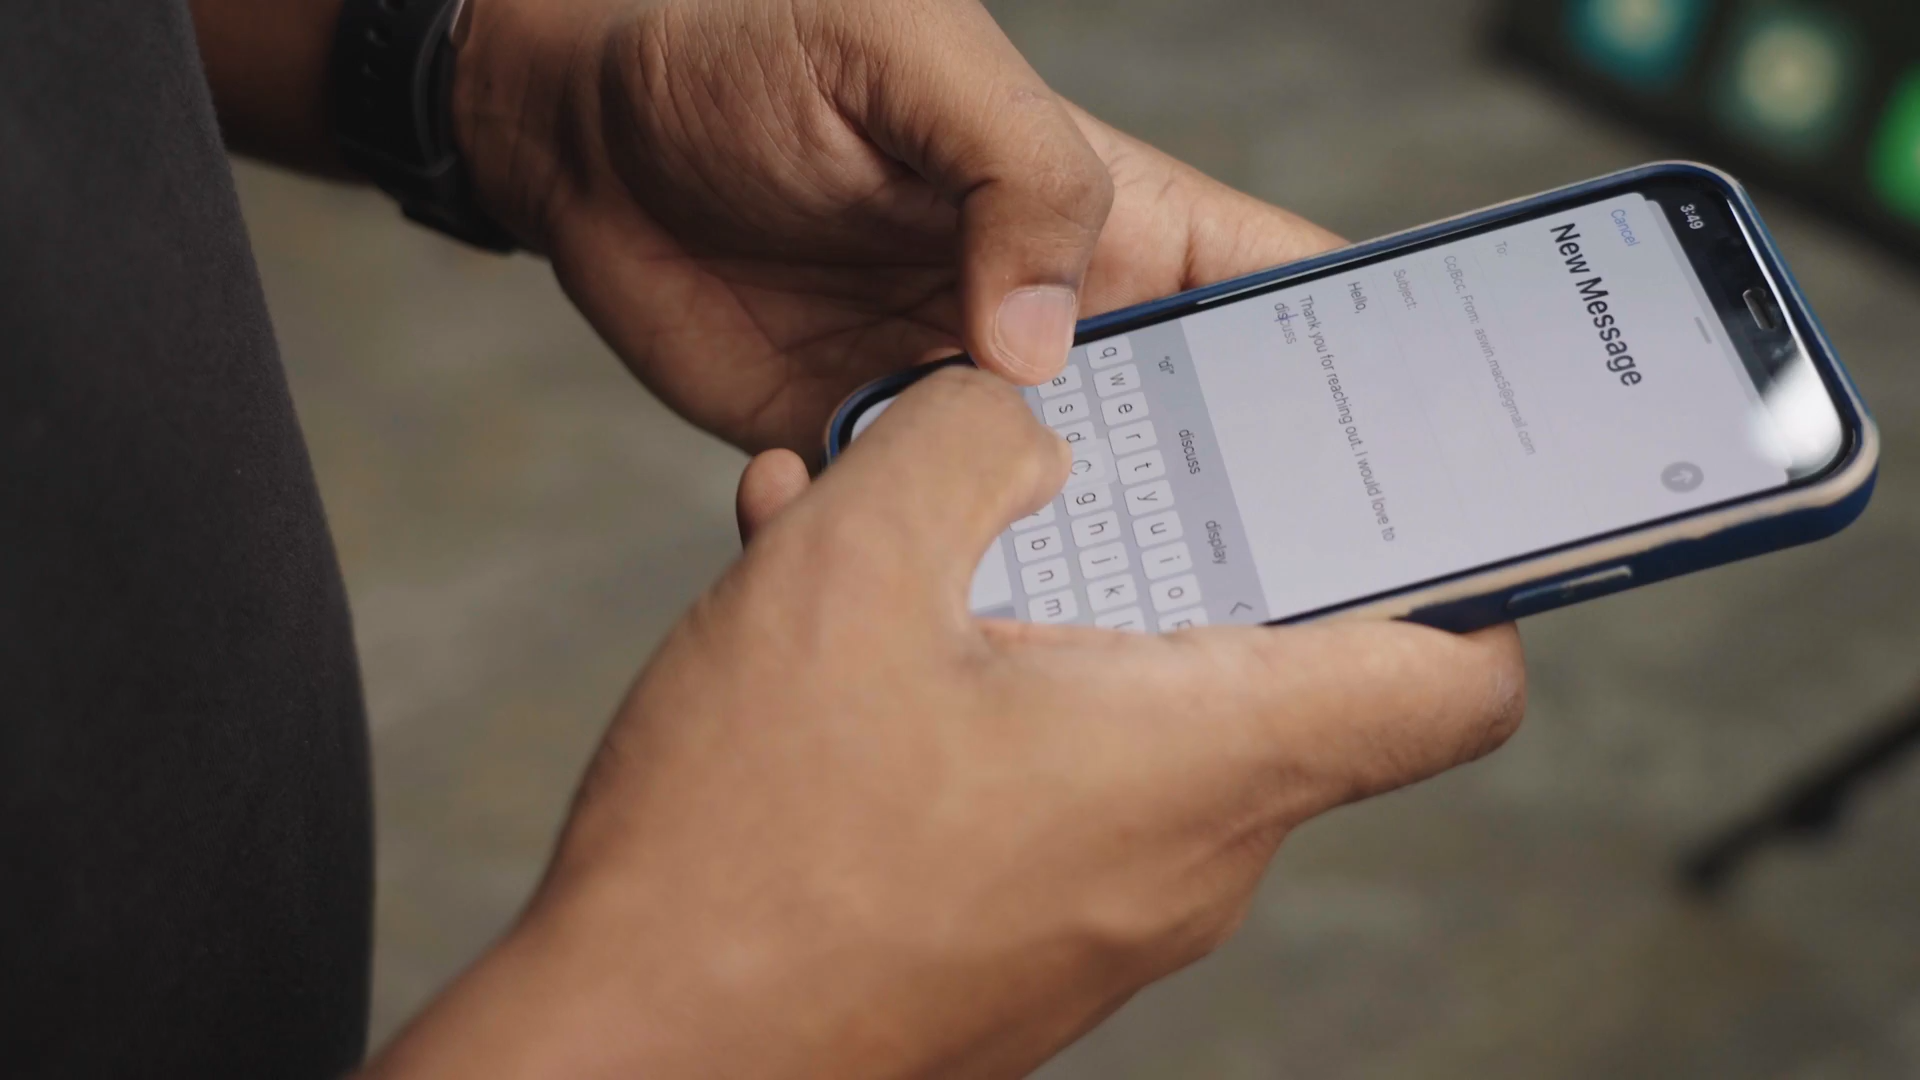 3:49
Cancel
New Message
To:
Cc/Bcc, From: aswin.mac5@gmail.com
Subject:
Hello,
Thank you for reaching out. I would love to
discuss
"di" discuss display
q w e r t y u i o p
a s d g h j k l
b n m